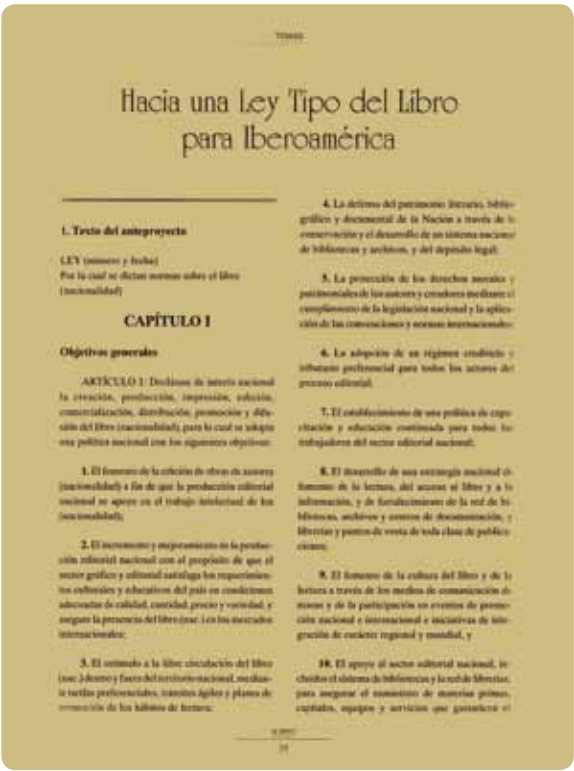 TEMAS
Hacia una Ley Tipo del Libro
para Iberoamérica
1. Texto del anteproyecto
LEY (número y fecha)
Por la cual se dictan normas sobre el libro
(nacionalidad)
CAPÍTULO I
Objetivos generales
ARTÍCULO 1: Declárase de interés nacional
la creación, producción, impresión, edición,
comercialización, distribución, promoción y difu-
sión del libro (nacionalidad), para lo cual se adopta
una política nacional con los siguientes objetivos:
1. El fomento de la edición de obras de autores
(nacionalidad) a fin de que la producción editorial
nacional se apoye en el trabajo intelectual de los
(nacionalidad);
2. El incremento y mejoramiento de la produc-
ción editorial nacional con el propósito de que el
sector gráfico y editorial satisfaga los requerimien-
tos culturales y educativos del país en condiciones
adecuadas de calidad, cantidad, precio y variedad, y
asegure la presencia del libro (nac.) en los mercados
internacionales;
3. El estímulo a la libre circulación del libro
(nac.) dentro y fuera del territorio nacional, median-
te tarifas preferenciales, trámites ágiles y planes de
promoción de los hábitos de lectura;
4. La defensa del patrimonio literario, biblio-
gráfico y documental de la Nación a través de la
conservación y el desarrollo de un sistema nacional
de bibliotecas y archivos, y del depósito legal;
5. La protección de los derechos morales y
patrimoniales de los autores y creadores mediante el
cumplimiento de la legislación nacional y la aplica-
ción de las convenciones y normas internacionales;
6. La adopción de un régimen crediticio y
tributario preferencial para todos los actores del
proceso editorial;
7. El establecimiento de una política de capa-
citación y educación continuada para todos los
trabajadores del sector editorial nacional;
8. El desarrollo de una estrategia nacional de
fomento de la lectura, del acceso al libro y a la
información, y de fortalecimiento de la red de bi-
bliotecas, archivos y centros de documentación, y
librerías y puntos de venta de toda clase de publica-
ciones;
9. El fomento de la cultura del libro y de la
lectura a través de los medios de comunicación de
masas y de la participación en eventos de promo-
ción nacional e internacional e iniciativas de inte-
gración de carácter regional y mundial, y
10. El apoyo al sector editorial nacional, in-
cluidos el sistema de bibliotecas y la red de librerías,
para asegurar el suministro de materias primas,
capitales, equipos y servicios que garanticen el